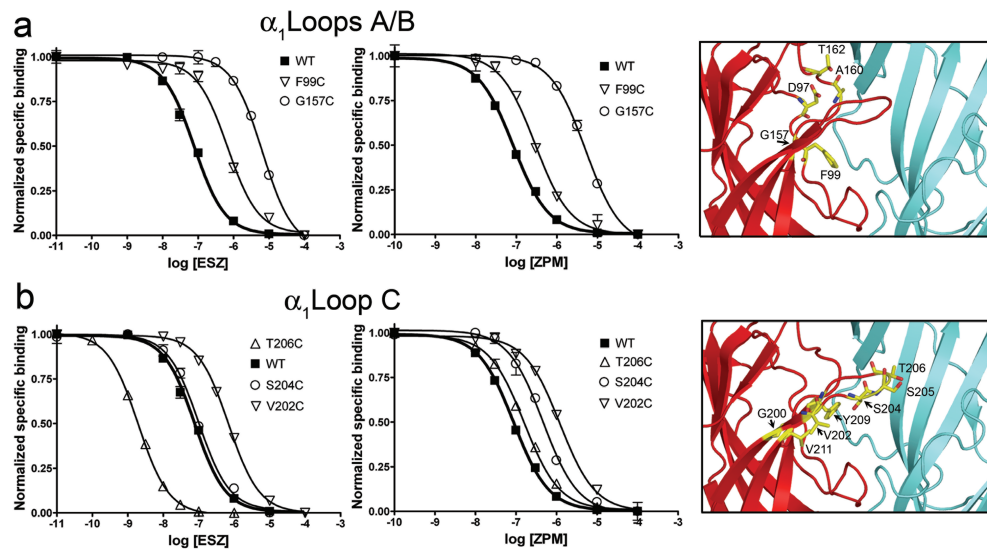 a
α₁Loops A/B
Normalized specific binding
1.00
0.75
0.50
0.25
0.00
-11 -10 -9 -8 -7 -6 -5 -4 -3
log [ESZ]
WT
F99C
G157C
Normalized specific binding
1.00
0.75
0.50
0.25
0.00
-10 -9 -8 -7 -6 -5 -4 -3
log [ZPM]
WT
F99C
G157C
T162
A160
D97
G157
F99
b
α₁Loop C
Normalized specific binding
1.00
0.75
0.50
0.25
0.00
-11 -10 -9 -8 -7 -6 -5 -4 -3
log [ESZ]
T206C
WT
S204C
V202C
Normalized specific binding
1.00
0.75
0.50
0.25
0.00
-10 -9 -8 -7 -6 -5 -4 -3
log [ZPM]
WT
T206C
S204C
V202C
T206
S205
S204
G200
Y209
V202
V211